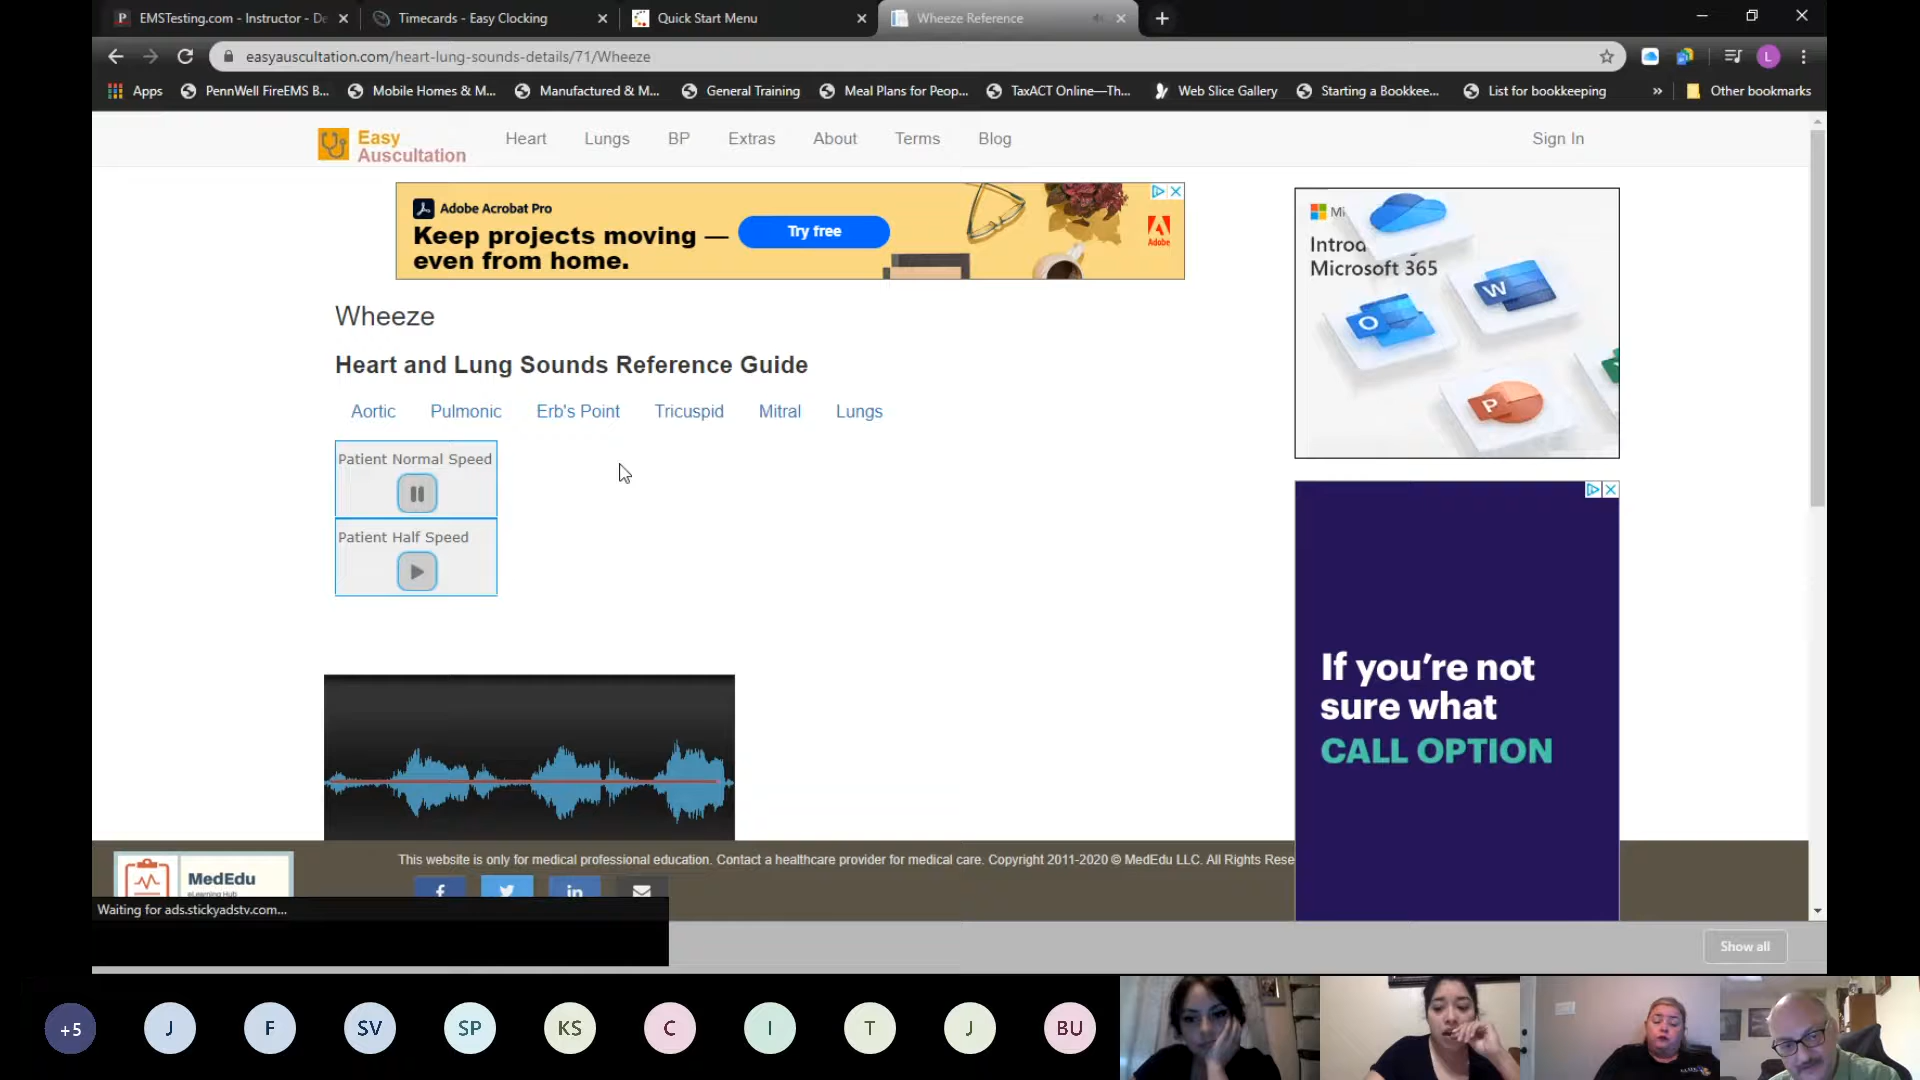 EMSTesting.com - Instructor - De
Timecards - Easy Clocking
Quick Start Menu
Wheeze Reference
easyauscultation.com/heart-lung-sounds-details/71/Wheeze
L
Apps
PennWell FireEMS B...
Mobile Homes & M...
Manufactured & M...
General Training
Meal Plans for Peop...
TaxACT Online—Th...
Web Slice Gallery
Starting a Bookkee...
List for bookkeeping
»
Other bookmarks
Easy
Auscultation
Heart
Lungs
BP
Extras
About
Terms
Blog
Sign In
Adobe Acrobat Pro
Keep projects moving —
even from home.
Try free
Adobe
Mi
Introd
Microsoft 365
Wheeze
Heart and Lung Sounds Reference Guide
Aortic
Pulmonic
Erb's Point
Tricuspid
Mitral
Lungs
Patient Normal Speed
Patient Half Speed
If you're not
sure what
CALL OPTION
This website is only for medical professional education. Contact a healthcare provider for medical care. Copyright 2011-2020 © MedEdu LLC. All Rights Rese
MedEdu
eLearning Hub
Waiting for ads.stickyadstv.com...
Show all
+5
J
F
SV
SP
KS
C
I
T
J
BU